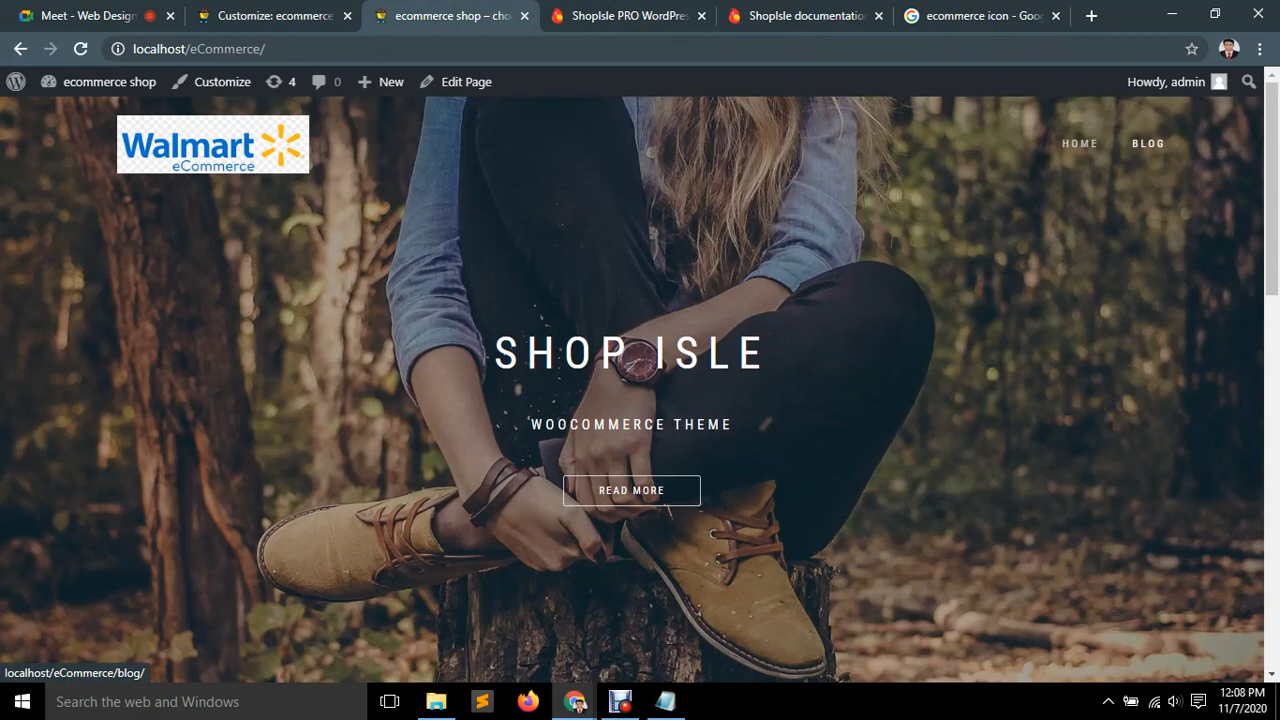 Meet - Web Design
Customize: ecommerce
ecommerce shop – cho
ShopIsle PRO WordPres
ShopIsle documentatio
ecommerce icon - Goo
localhost/eCommerce/
ecommerce shop
Customize
4
0
New
Edit Page
Howdy, admin
Walmart
eCommerce
HOME
BLOG
SHOP ISLE
WOOCOMMERCE THEME
READ MORE
localhost/eCommerce/blog/
Search the web and Windows
12:08 PM
11/7/2020